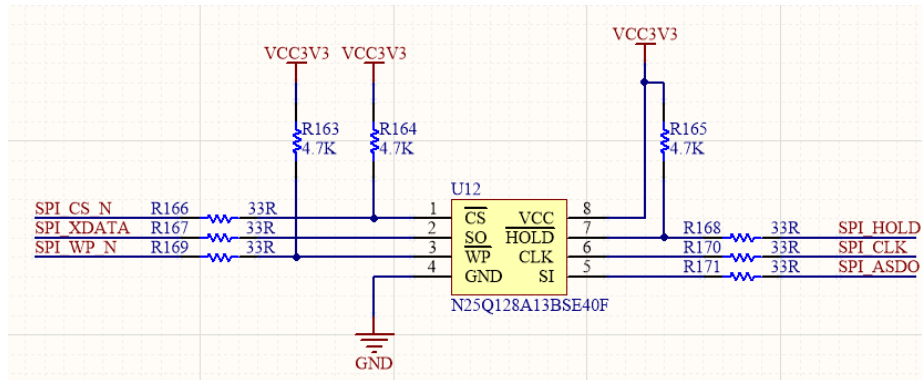 VCC3V3
VCC3V3 VCC3V3
R163 R164 R165
4.7K 4.7K 4.7K
U12
SPI_CS_N R166 33R 1 CS VCC 8
SPI_XDATA R167 33R 2 SO HOLD 7 R168 33R SPI_HOLD
SPI_WP_N R169 33R 3 WP CLK 6 R170 33R SPI_CLK
4 GND SI 5 R171 33R SPI_ASDO
N25Q128A13BSE40F
GND